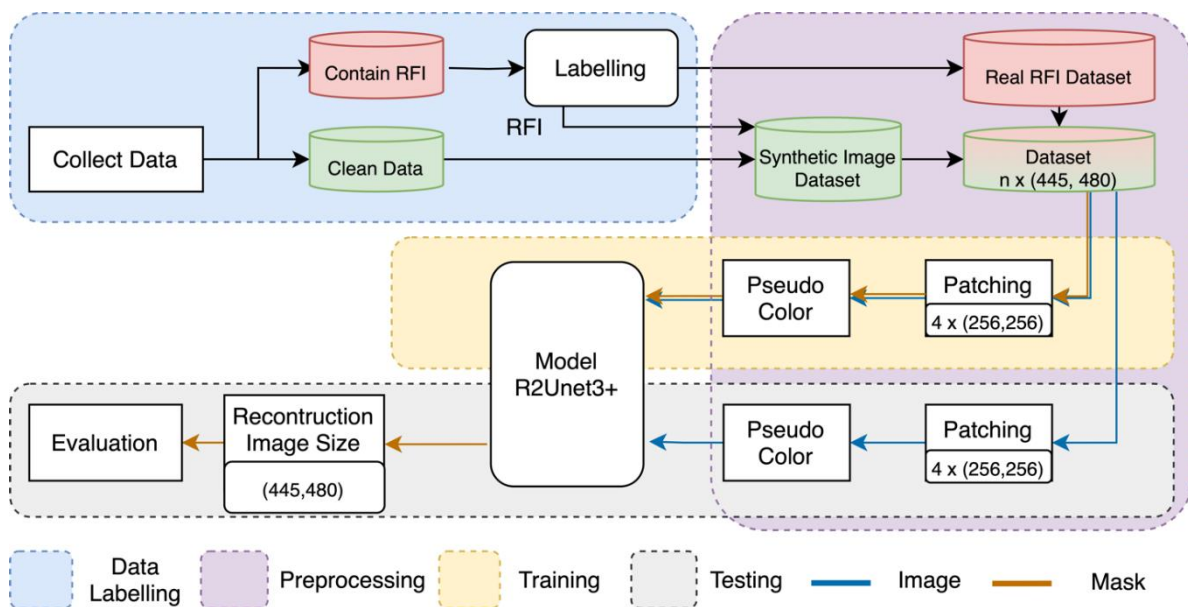 Contain RFI
Labelling
Real RFI Dataset
RFI
Collect Data
Clean Data
Synthetic Image
Dataset
Dataset
n x (445, 480)
Pseudo
Color
Patching
4 x (256,256)
Model
R2Unet3+
Evaluation
Recontruction
Image Size
(445,480)
Pseudo
Color
Patching
4 x (256,256)
Data
Labelling
Preprocessing
Training
Testing
Image
Mask